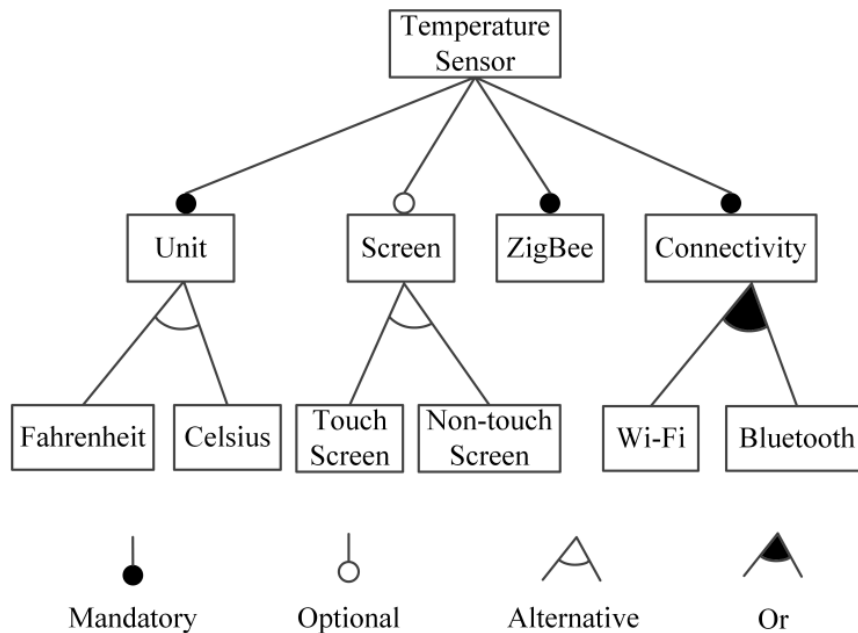 Temperature
Sensor
Unit
Screen
ZigBee
Connectivity
Fahrenheit
Celsius
Touch
Screen
Non-touch
Screen
Wi-Fi
Bluetooth
Mandatory
Optional
Alternative
Or